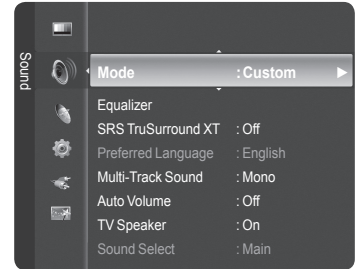 Sound
Mode : Custom
Equalizer
SRS TruSurround XT : Off
Preferred Language : English
Multi-Track Sound : Mono
Auto Volume : Off
TV Speaker : On
Sound Select : Main